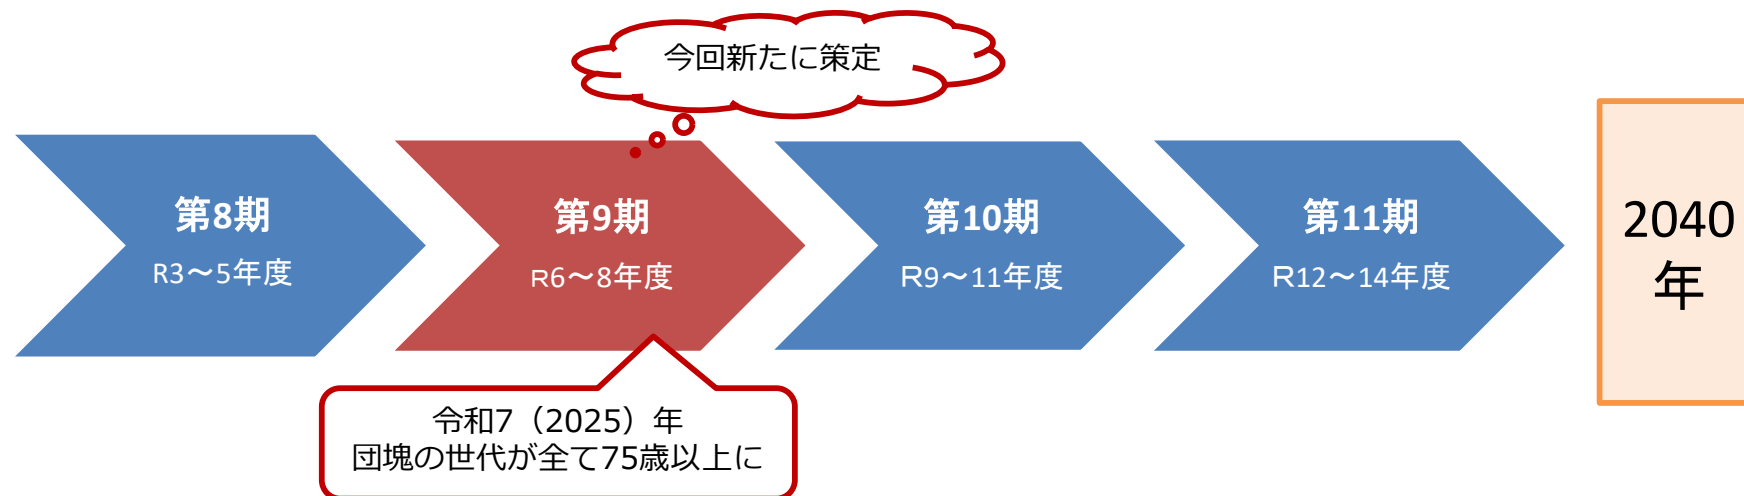 今回新たに策定
第8期
R3～5年度
第9期
R6～8年度
第10期
R9～11年度
第11期
R12～14年度
2040
年
令和7（2025）年
団塊の世代が全て75歳以上に